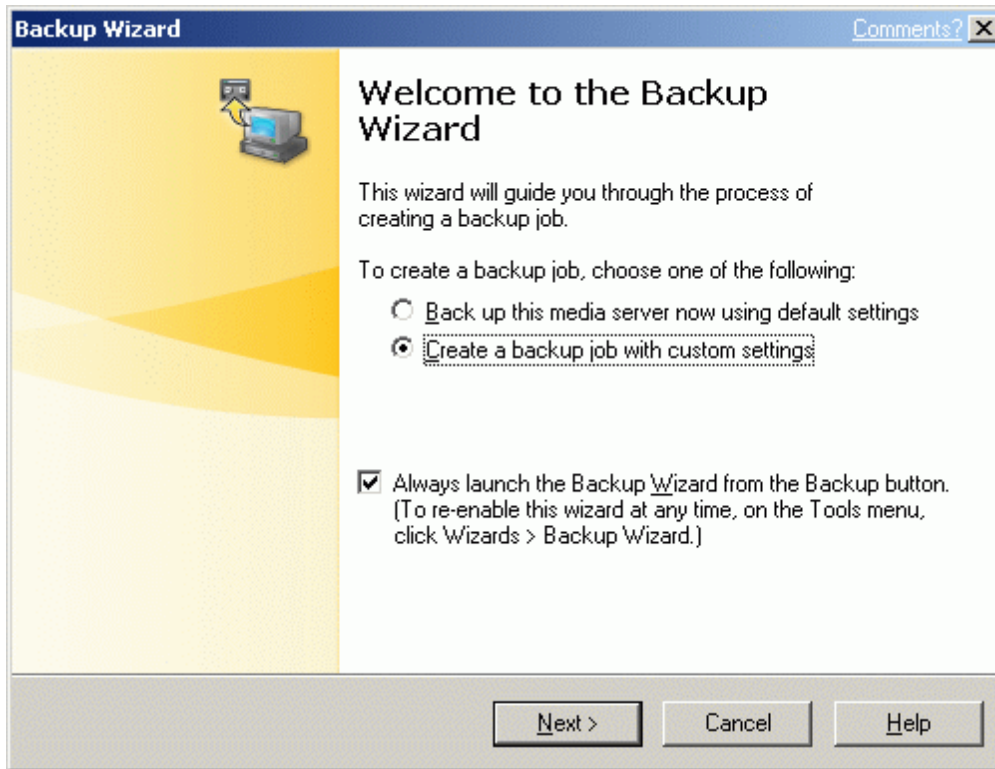 Backup Wizard Comments?
Welcome to the Backup
Wizard
This wizard will guide you through the process of
creating a backup job.
To create a backup job, choose one of the following:
Back up this media server now using default settings
Create a backup job with custom settings
Always launch the Backup Wizard from the Backup button.
(To re-enable this wizard at any time, on the Tools menu,
click Wizards > Backup Wizard.)
Next > Cancel Help